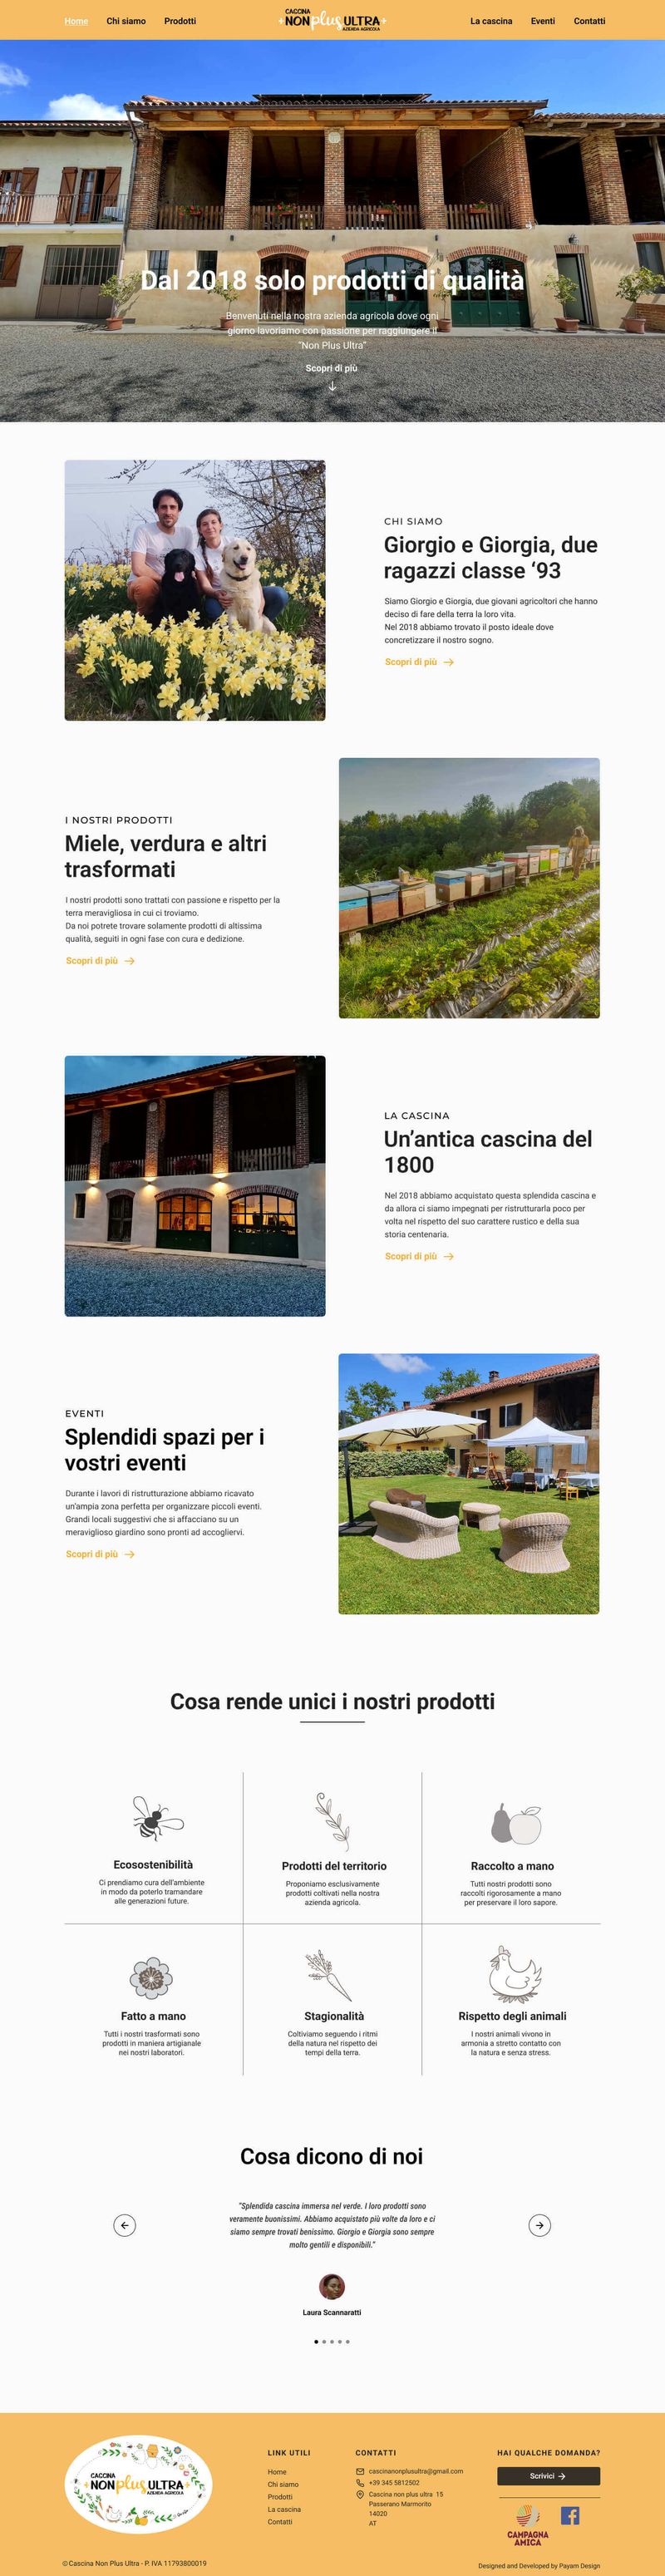 Home Chi siamo Prodotti
CACCINA
NON plus ULTRA
AZIENDA AGRICOLA
La cascina Eventi Contatti
Dal 2018 solo prodotti di qualità
Benvenuti nella nostra azienda agricola dove ogni
giorno lavoriamo con passione per raggiungere il
“Non Plus Ultra”
Scopri di più
CHI SIAMO
Giorgio e Giorgia, due
ragazzi classe ‘93
Siamo Giorgio e Giorgia, due giovani agricoltori che hanno
deciso di fare della terra la loro vita.
Nel 2018 abbiamo trovato il posto ideale dove
concretizzare il nostro sogno.
Scopri di più
I NOSTRI PRODOTTI
Miele, verdura e altri
trasformati
I nostri prodotti sono trattati con passione e rispetto per la
terra meravigliosa in cui ci troviamo.
Da noi potrete trovare solamente prodotti di altissima
qualità, seguiti in ogni fase con cura e dedizione.
Scopri di più
LA CASCINA
Un’antica cascina del
1800
Nel 2018 abbiamo acquistato questa splendida cascina e
da allora ci siamo impegnati per ristrutturarla poco per
volta nel rispetto del suo carattere rustico e della sua
storia centenaria.
Scopri di più
EVENTI
Splendidi spazi per i
vostri eventi
Durante i lavori di ristrutturazione abbiamo ricavato
un’ampia zona perfetta per organizzare piccoli eventi.
Grandi locali suggestivi che si affacciano su un
meraviglioso giardino sono pronti ad accogliervi.
Scopri di più
Cosa rende unici i nostri prodotti
Ecosostenibilità
Ci prendiamo cura dell’ambiente
in modo da poterlo tramandare
alle generazioni future.
Prodotti del territorio
Proponiamo esclusivamente
prodotti coltivati nella nostra
azienda agricola.
Raccolto a mano
Tutti nostri prodotti sono
raccolti rigorosamente a mano
per preservare il loro sapore.
Fatto a mano
Tutti i nostri trasformati sono
prodotti in maniera artigianale
nei nostri laboratori.
Stagionalità
Coltiviamo seguendo i ritmi
della natura nel rispetto dei
tempi della terra.
Rispetto degli animali
I nostri animali vivono in
armonia a stretto contatto con
la natura e senza stress.
Cosa dicono di noi
“Splendida cascina immersa nel verde. I loro prodotti sono
veramente buonissimi. Abbiamo acquistato più volte da loro e ci
siamo sempre trovati benissimo. Giorgio e Giorgia sono sempre
molto gentili e disponibili.”
Laura Scannaratti
CACCINA
NON plus ULTRA
AZIENDA AGRICOLA
LINK UTILI
Home
Chi siamo
Prodotti
La cascina
Contatti
CONTATTI
cascinanonplusultra@gmail.com
+39 345 5812502
Cascina non plus ultra 15
Passerano Marmorito
14020
AT
HAI QUALCHE DOMANDA?
Scrivici
CAMPAGNA
AMICA
© Cascina Non Plus Ultra - P. IVA 11793800019
Designed and Developed by Payam Design